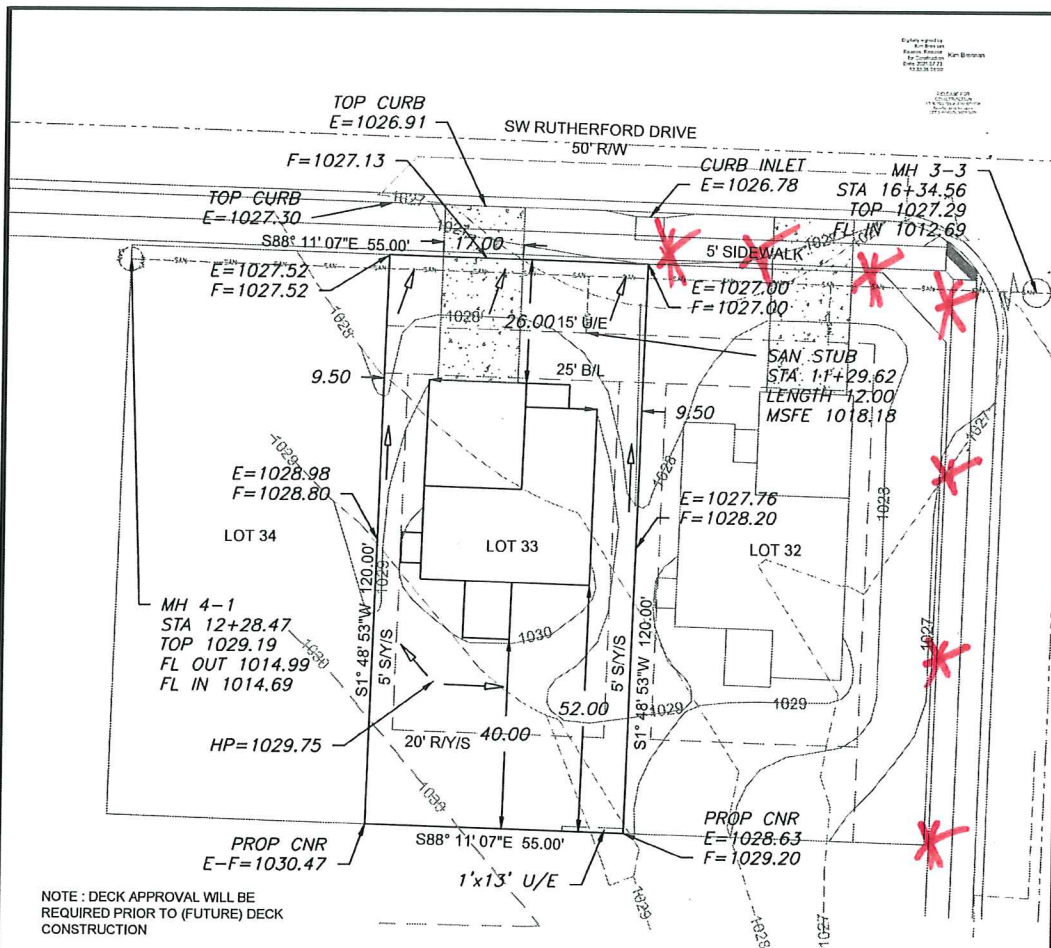 Kim Brennan
TOP CURB
E=1026.91
SW RUTHERFORD DRIVE
50' R/W
F=1027.13
CURB INLET
E=1026.78
MH 3-3
STA 16+34.56
TOP 1027.29
FL IN 1012.69
TOP CURB
E=1027.30
1027
S88° 11' 07"E 55.00'
17.00
5' SIDEWALK
E=1027.52
F=1027.52
SAN
E=1027.00
F=1027.00
1028
1028
26.00
15' U/E
SAN STUB
STA 11+29.62
LENGTH 12.00
MSFE 1018.18
25' B/L
9.50
9.50
1027
1029
1028
E=1028.98
F=1028.80
E=1027.76
F=1028.20
LOT 34
LOT 33
LOT 32
1029
S1° 48' 53"W 120.00'
5' S/Y/S
MH 4-1
STA 12+28.47
TOP 1029.19
FL OUT 1014.99
FL IN 1014.69
1030
1030
5' S/Y/S
S1° 48' 53"W 120.00'
1027
HP=1029.75
52.00
1029
1029
20' R/Y/S
40.00
PROP CNR
E-F=1030.47
S88° 11' 07"E 55.00'
PROP CNR
E=1028.63
F=1029.20
1'x13' U/E
1029
1028
1027
NOTE : DECK APPROVAL WILL BE
REQUIRED PRIOR TO (FUTURE) DECK
CONSTRUCTION